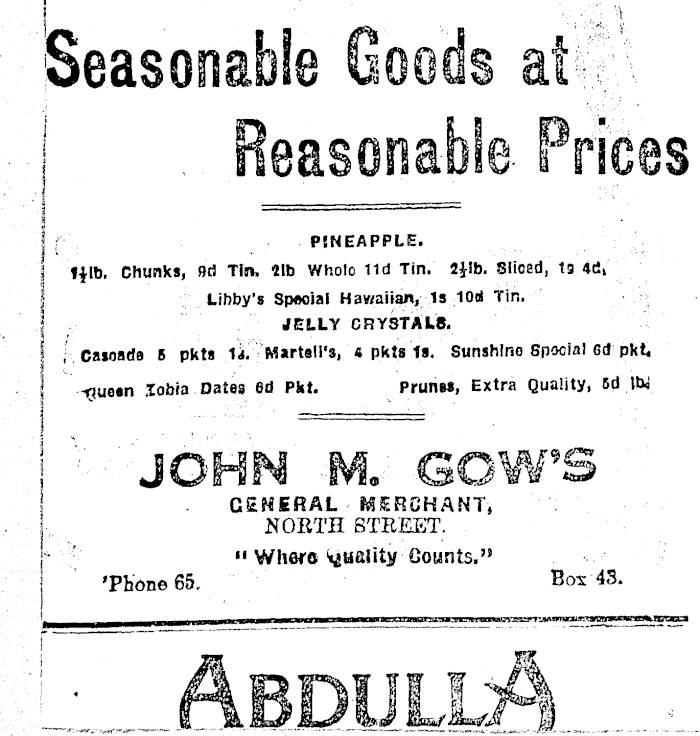 Seasonable Goods at
Reasonable Prices
PINEAPPLE.
1½lb. Chunks, 9d Tin. 2lb Whole 11d Tin. 2½lb. Sliced, 1s 4d.
Libby's Special Hawaiian, 1s 10d Tin.
JELLY CRYSTALS.
Cascade 5 pkts 1s. Martell's, 4 pkts 1s. Sunshine Special 6d pkt.
Queen Zobia Dates 6d Pkt. Prunes, Extra Quality, 5d lb.
JOHN M. GOW'S
GENERAL MERCHANT,
NORTH STREET.
"Where Quality Counts."
'Phone 65. Box 43.
ABDULLA